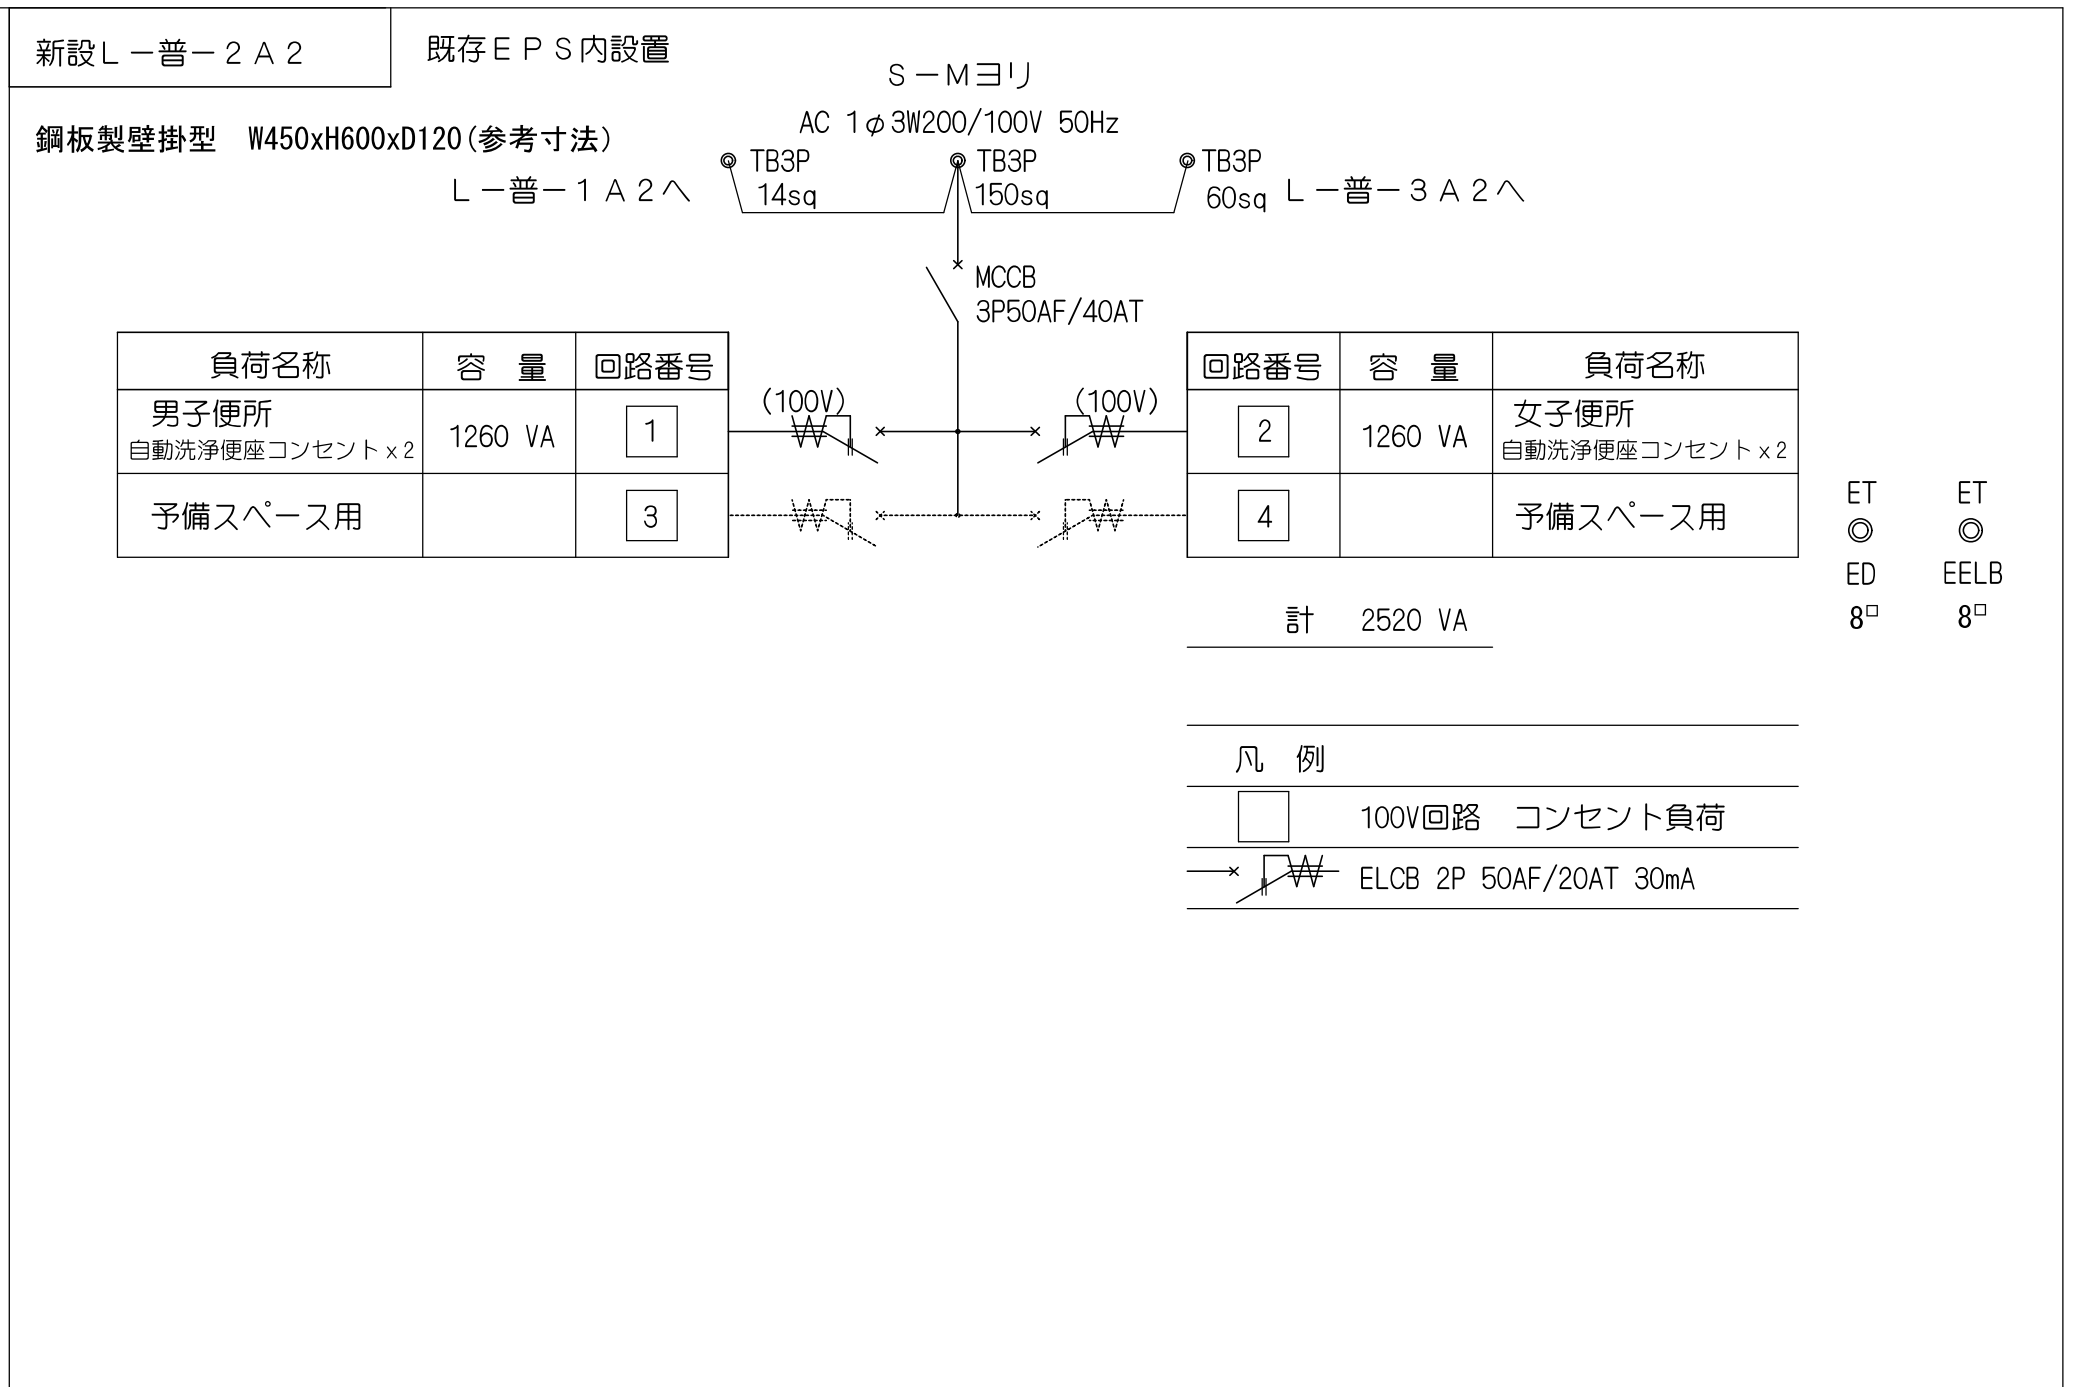 新設Ｌ－普－２Ａ２
既存ＥＰＳ内設置
Ｓ－Ｍヨリ
AC 1φ3W200/100V 50Hz
鋼板製壁掛型 W450xH600xD120(参考寸法)
TB3P
14sq
TB3P
150sq
TB3P
60sq
Ｌ－普－１Ａ２へ
Ｌ－普－３Ａ２へ
MCCB
3P50AF/40AT
負荷名称 容 量 回路番号
男子便所
自動洗浄便座コンセントx2
1260 VA
1
予備スペース用
3
(100V)
(100V)
回路番号 容 量 負荷名称
2
1260 VA
女子便所
自動洗浄便座コンセントx2
4
予備スペース用
計 2520 VA
ET
◎
ED
8□
ET
◎
EELB
8□
凡 例
100V回路 コンセント負荷
ELCB 2P 50AF/20AT 30mA